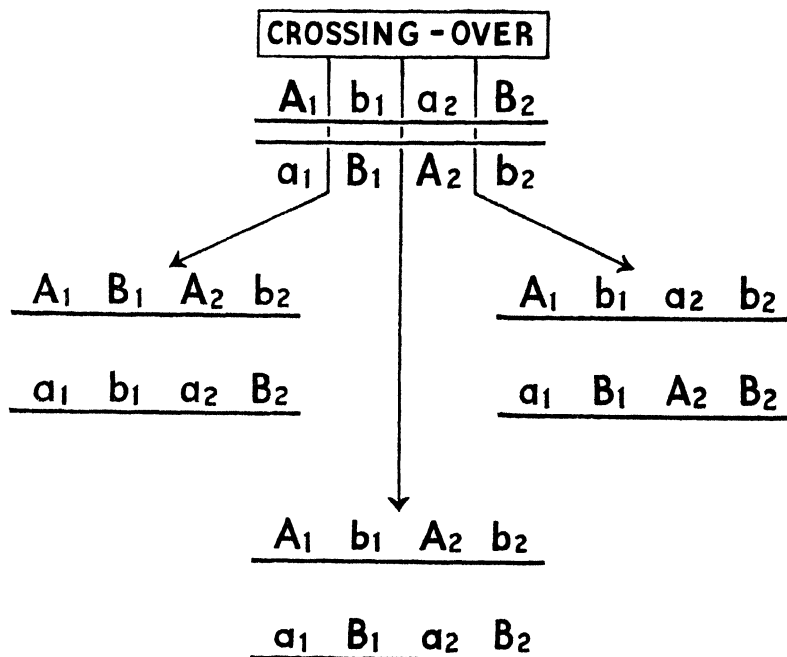 CROSSING-OVER
A1 b1 a2 B2
a1 B1 A2 b2
A1 B1 A2 b2
a1 b1 a2 B2
A1 b1 a2 b2
a1 B1 A2 B2
A1 b1 A2 b2
a1 B1 a2 B2